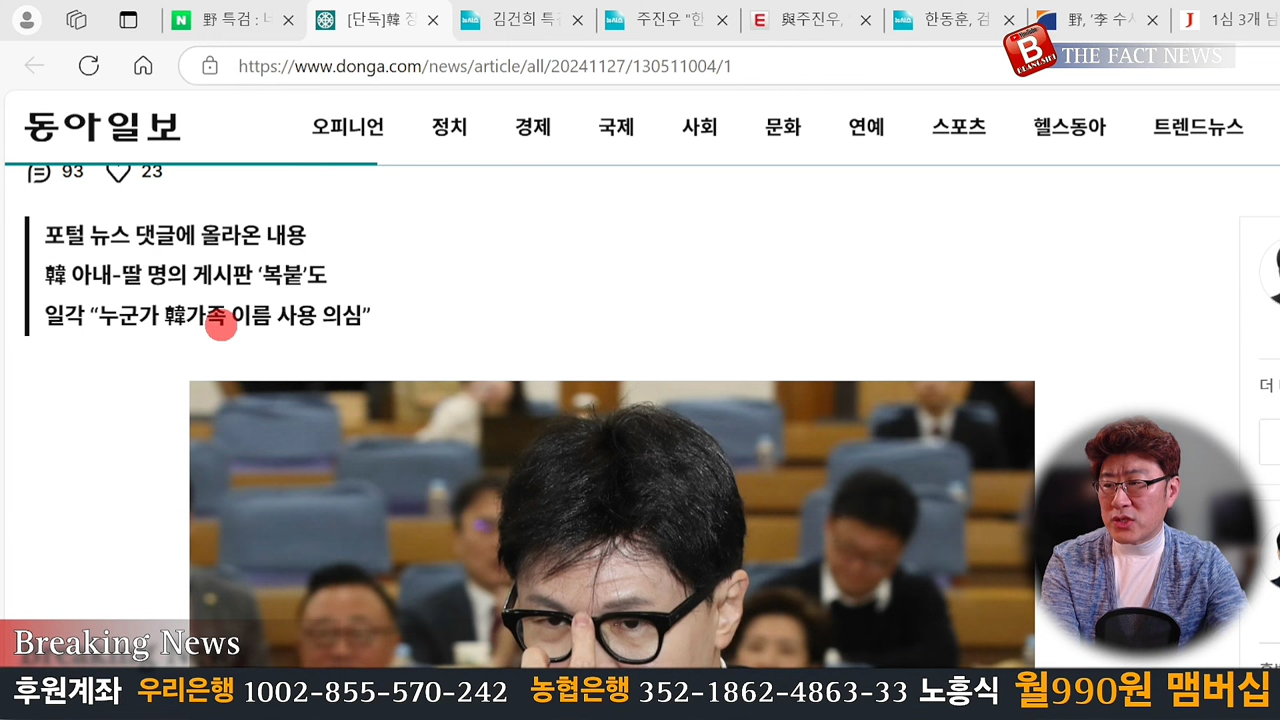 野 특검 : 너
[단독]韓 장
김건희 특
주진우 "한
與주진우,
한동훈, 검
野, '李 수사
1심 3개 남
https://www.donga.com/news/article/all/20241127/130511004/1
B
YouTube
THE FACT NEWS
동아일보 오피니언 정치 경제 국제 사회 문화 연예 스포츠 헬스동아 트렌드뉴스
93 23
포털 뉴스 댓글에 올라온 내용
韓 아내-딸 명의 게시판 ‘복붙’도
일각 “누군가 韓가족 이름 사용 의심”
더
Breaking News
후원계좌 우리은행 1002-855-570-242 농협은행 352-1862-4863-33 노흥식 월990원 맴버십